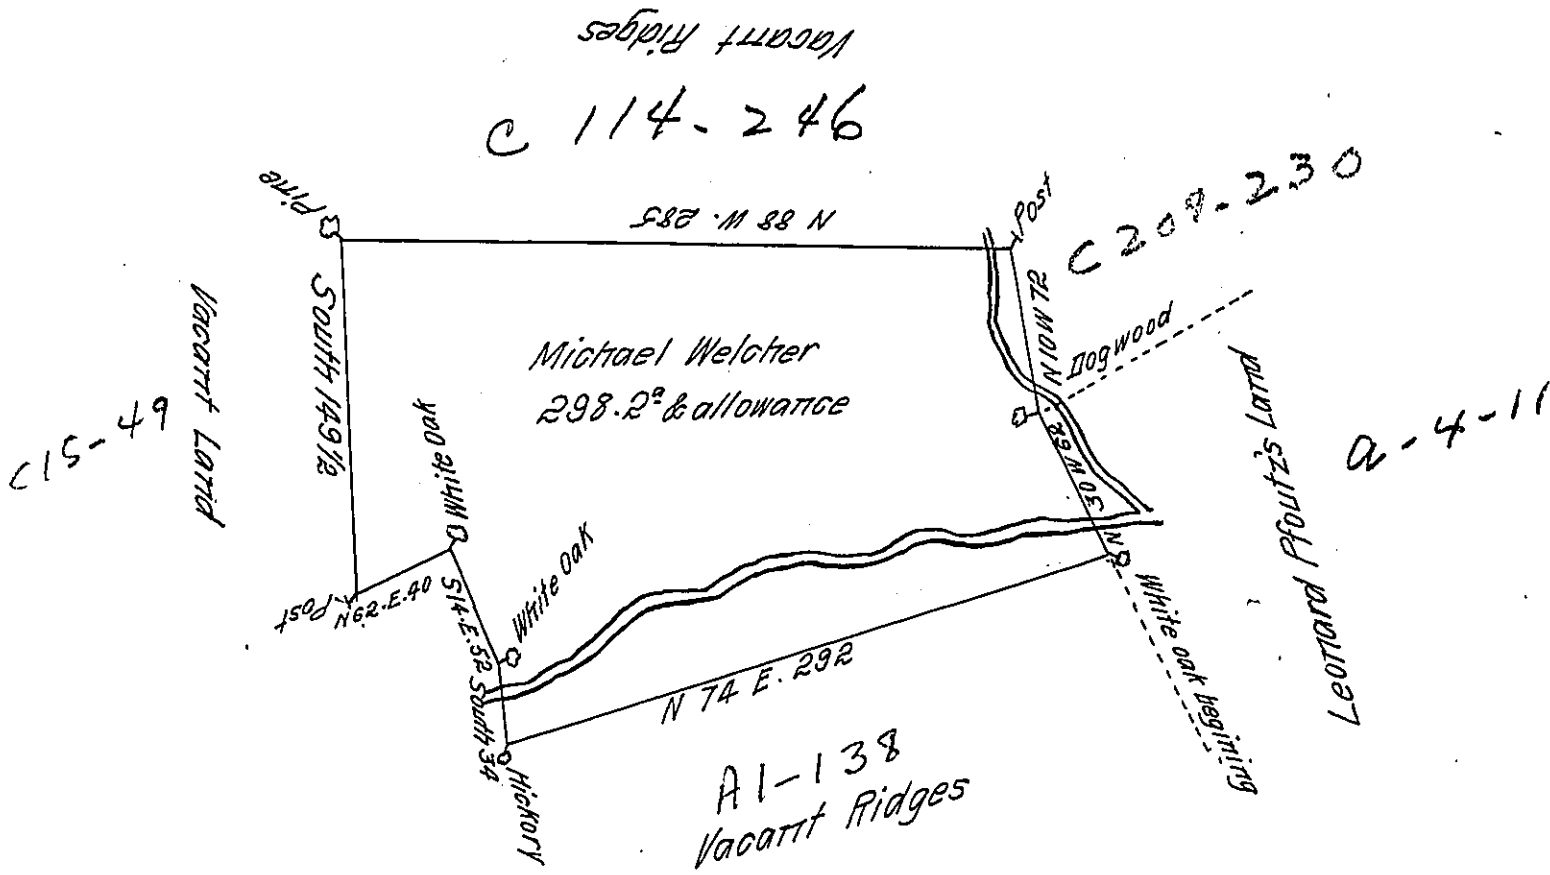 Vacant Ridges
C 114-246
Pine
N 88 W. 285
Post
C 209-230
N 10 W 72
Dogwood
Vacant Land
South 149½
Michael Welcher
298.2ª & allowance
C15-49
White Oak
N 30 W 58
Leonard Pfoutz's Land
a-4-11
Post
N 62. E. 40
S 14. E. 52
White Oak
South 34
Hickory
N 74 E. 292
White oak begining
A1-138
Vacant Ridges